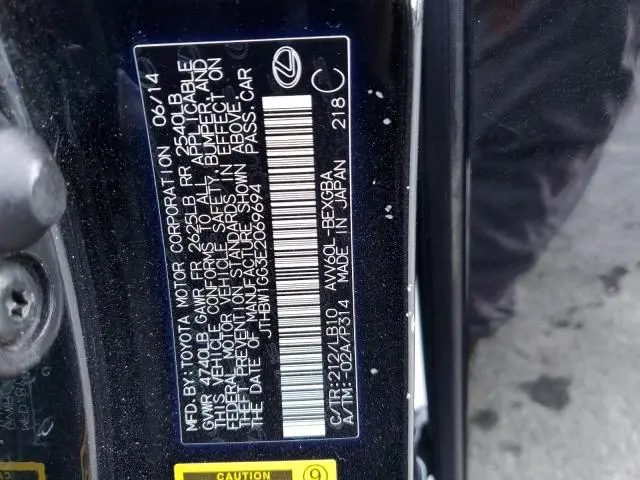 MFD. BY: TOYOTA MOTOR CORPORATION 06/14
GVWR 4740LB GAWR FR 2625LB RR 2540LB
THIS VEHICLE CONFORMS TO ALL APPLICABLE
FEDERAL MOTOR VEHICLE SAFETY, BUMPER, AND
THEFT PREVENTION STANDARDS IN EFFECT ON
THE DATE OF MANUFACTURE SHOWN ABOVE.
JTHBW1GG3E2069694 PASS CAR
C/TR: 212/LB10 AVV60L-BEXGBA
A/TM: -02A/P314 MADE IN JAPAN 218 C
CAUTION